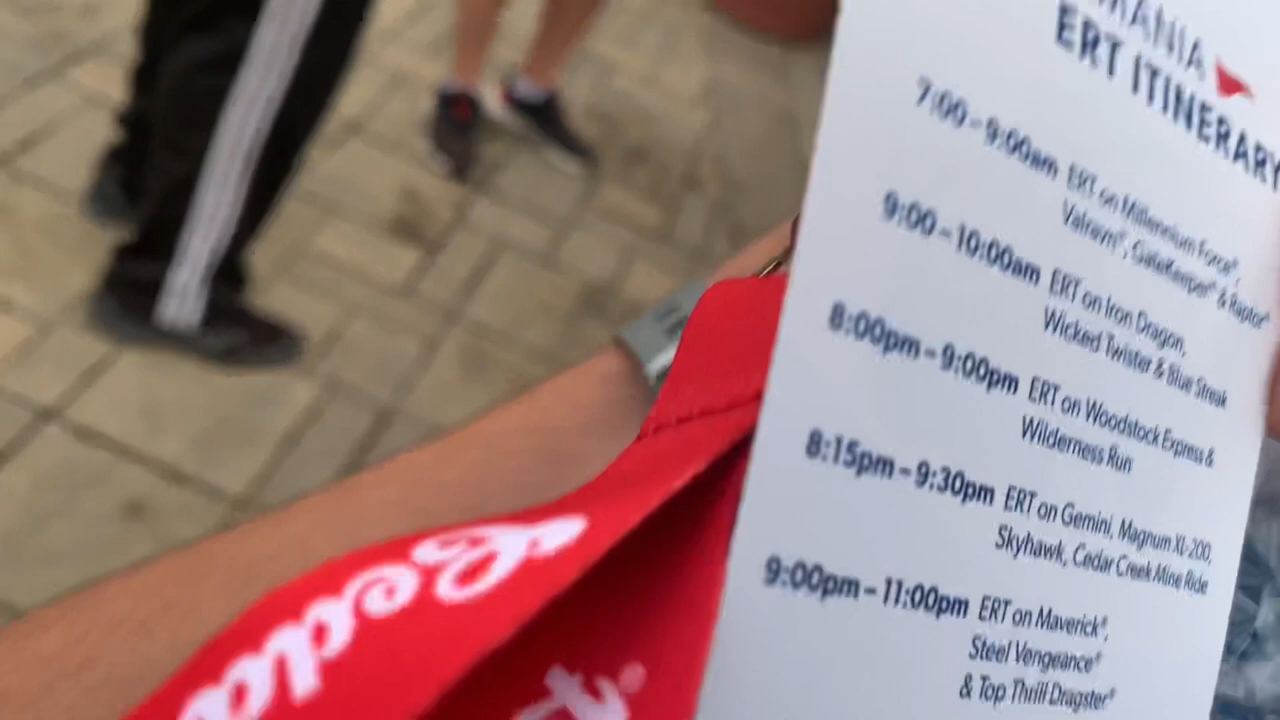 MANIA
ERT ITINERARY
7:00 – 9:00am ERT on Millennium Force®,
Valravn®, GateKeeper® & Raptor®
9:00 – 10:00am ERT on Iron Dragon,
Wicked Twister & Blue Streak
8:00pm – 9:00pm ERT on Woodstock Express &
Wilderness Run
8:15pm – 9:30pm ERT on Gemini, Magnum XL-200,
Skyhawk, Cedar Creek Mine Ride
9:00pm – 11:00pm ERT on Maverick®,
Steel Vengeance®
& Top Thrill Dragster®
Ceda